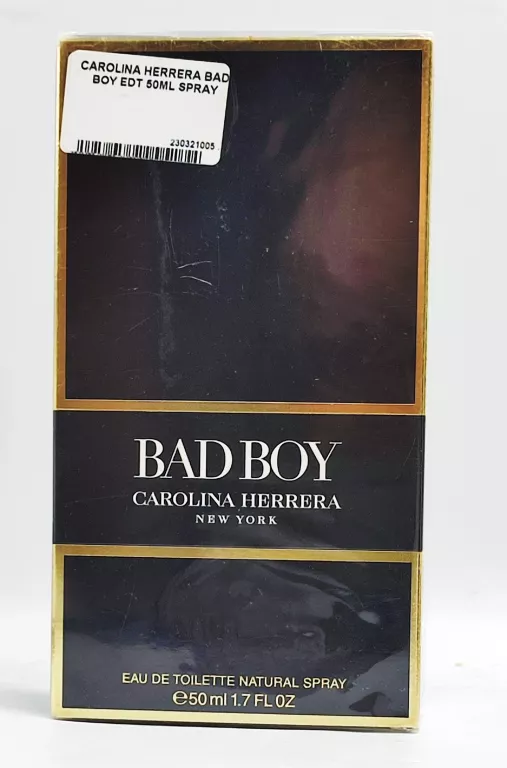 CAROLINA HERRERA BAD
BOY EDT 50ML SPRAY
230321005
BAD BOY
CAROLINA HERRERA
NEW YORK
EAU DE TOILETTE NATURAL SPRAY
℮50 ml 1.7 FL OZ